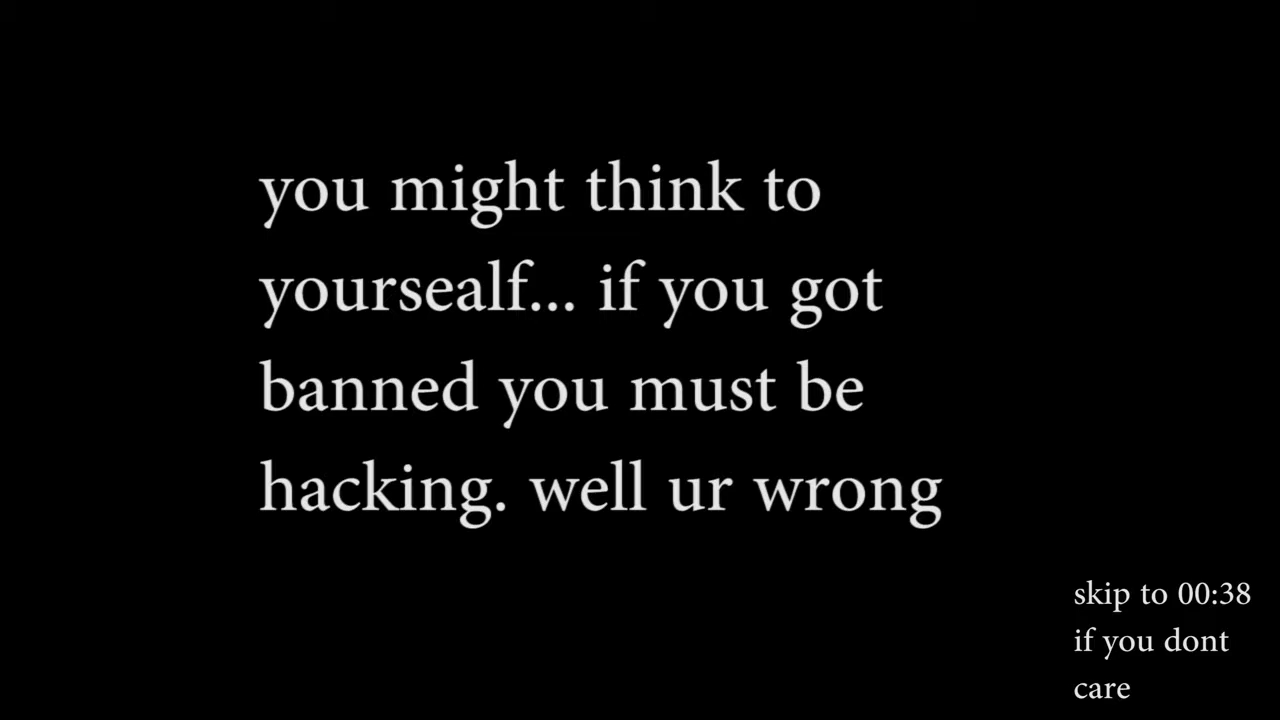 you might think to
yoursealf... if you got
banned you must be
hacking. well ur wrong
skip to 00:38
if you dont
care